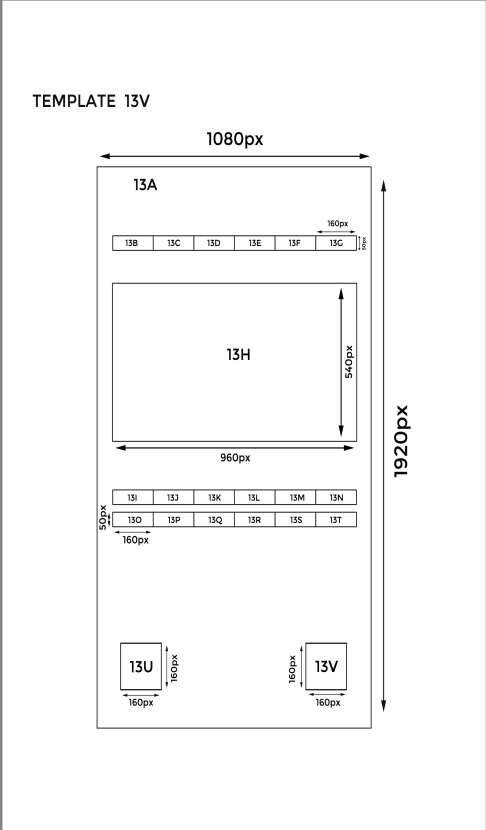 TEMPLATE 13V
1080px
13A
160px
13B 13C 13D 13E 13F 13G
50px
13H
540px
960px
1920px
13I 13J 13K 13L 13M 13N
50px
13O 13P 13Q 13R 13S 13T
160px
13U
160px
160px
13V
160px
160px